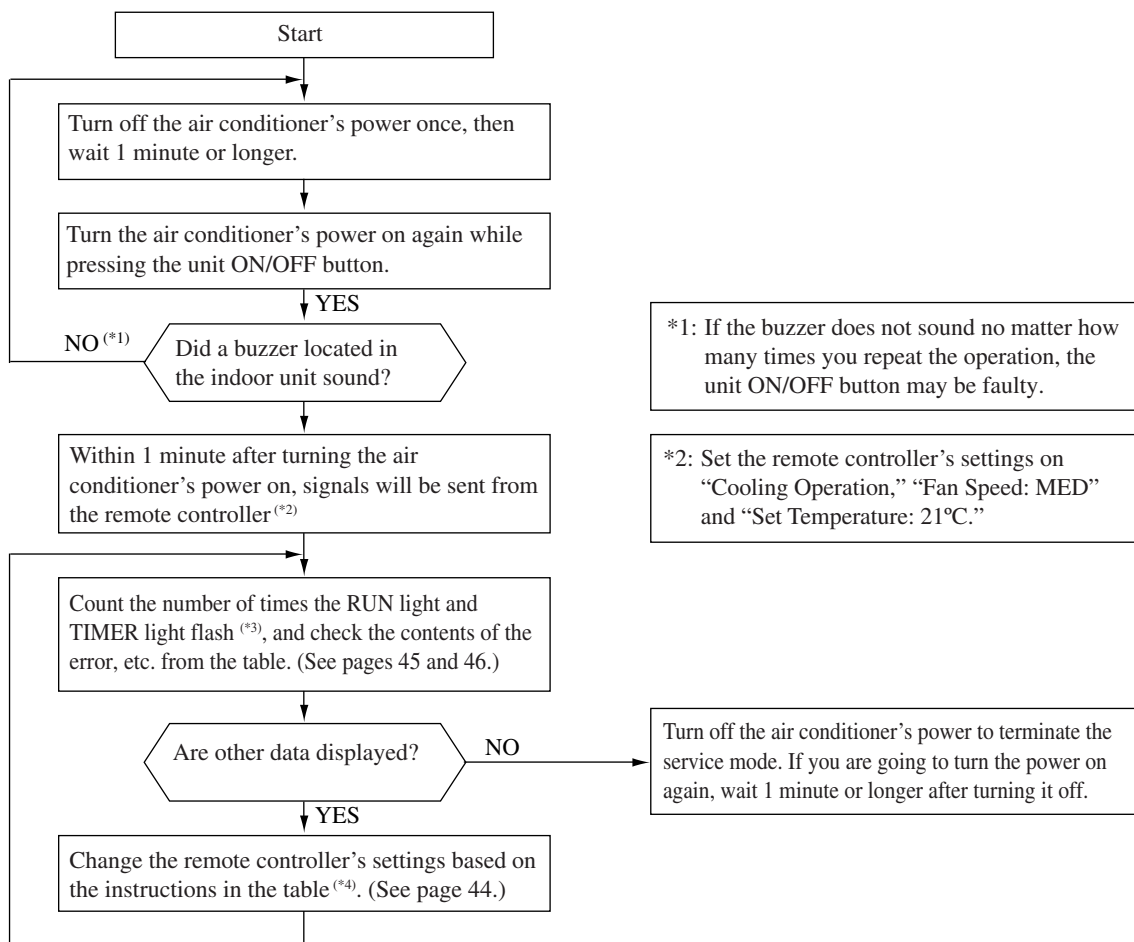 Start
Turn off the air conditioner’s power once, then
wait 1 minute or longer.
Turn the air conditioner’s power on again while
pressing the unit ON/OFF button.
YES
NO (*1)
Did a buzzer located in
the indoor unit sound?
*1: If the buzzer does not sound no matter how
many times you repeat the operation, the
unit ON/OFF button may be faulty.
Within 1 minute after turning the air
conditioner’s power on, signals will be sent from
the remote controller (*2)
*2: Set the remote controller’s settings on
“Cooling Operation,” “Fan Speed: MED”
and “Set Temperature: 21ºC.”
Count the number of times the RUN light and
TIMER light flash (*3), and check the contents of the
error, etc. from the table. (See pages 45 and 46.)
Are other data displayed?
NO
Turn off the air conditioner’s power to terminate the
service mode. If you are going to turn the power on
again, wait 1 minute or longer after turning it off.
YES
Change the remote controller’s settings based on
the instructions in the table (*4). (See page 44.)